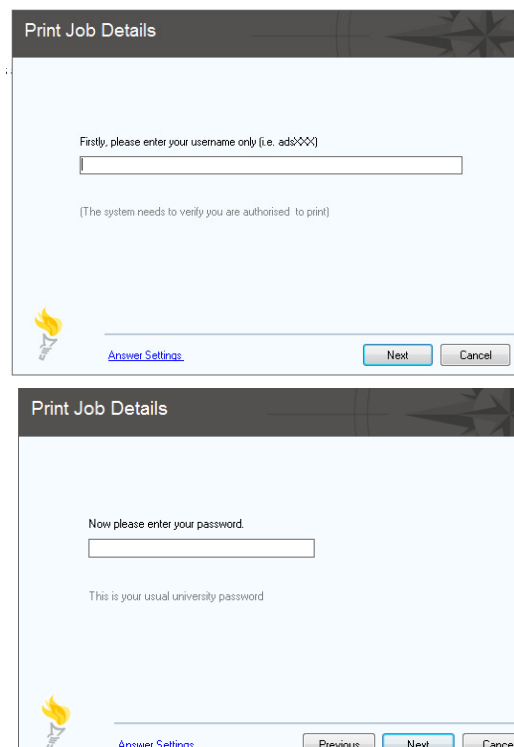 Print Job Details
Firstly, please enter your username only (i.e. adsXXX)
(The system needs to verify you are authorised to print)
Answer Settings
Next Cancel
Print Job Details
Now please enter your password.
This is your usual university password
Answer Settings
Previous Next Cancel